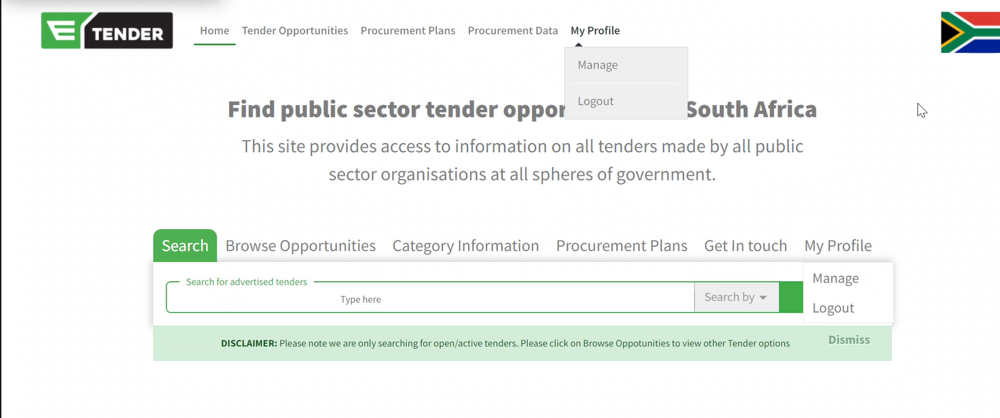 E TENDER
Home Tender Opportunities Procurement Plans Procurement Data My Profile
Manage
Logout
Find public sector tender oppor South Africa
This site provides access to information on all tenders made by all public
sector organisations at all spheres of government.
Search Browse Opportunities Category Information Procurement Plans Get In touch My Profile
Manage
Logout
Search for advertised tenders
Type here
Search by
DISCLAIMER: Please note we are only searching for open/active tenders. Please click on Browse Oppotunities to view other Tender options
Dismiss